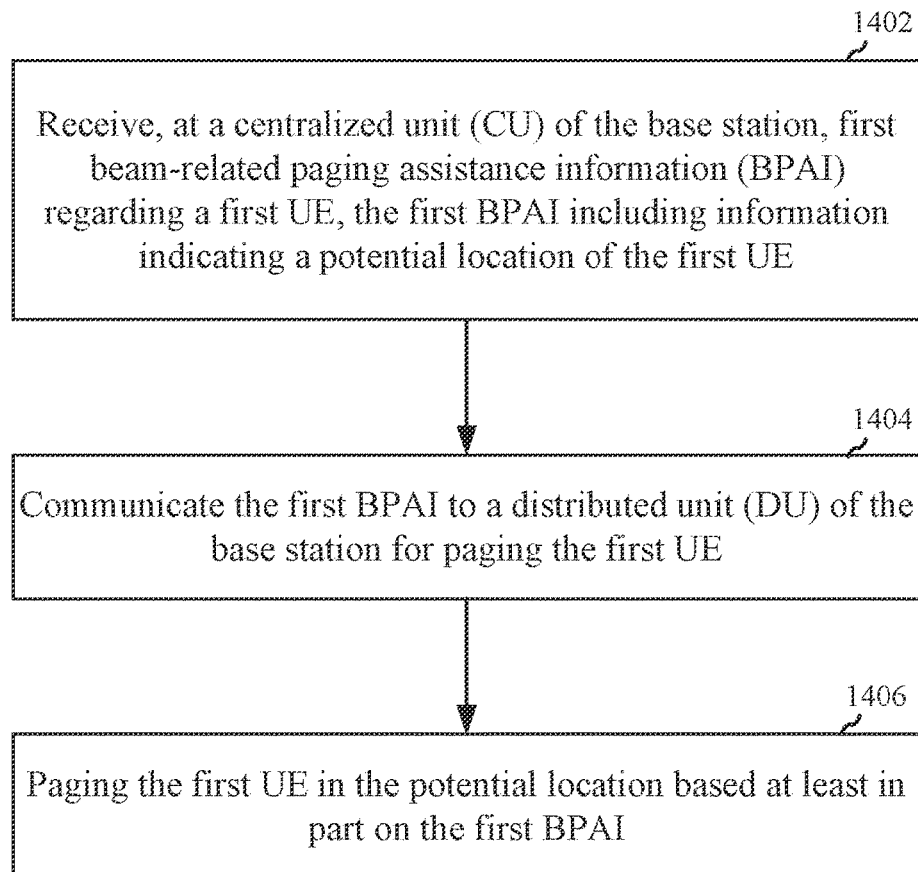 1402
Receive, at a centralized unit (CU) of the base station, first
beam-related paging assistance information (BPAI)
regarding a first UE, the first BPAI including information
indicating a potential location of the first UE
1404
Communicate the first BPAI to a distributed unit (DU) of the
base station for paging the first UE
1406
Paging the first UE in the potential location based at least in
part on the first BPAI